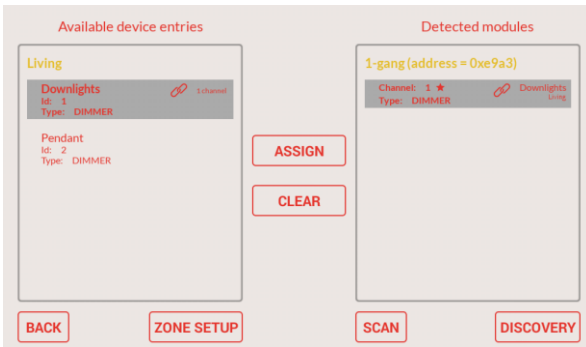 Available device entries
Living
Downlights
1 channel
Id: 1
Type: DIMMER
Pendant
Id: 2
Type: DIMMER
ASSIGN
CLEAR
Detected modules
1-gang (address = 0xe9a3)
Channel: 1 ★ Downlights
Type: DIMMER Living
BACK
ZONE SETUP
SCAN
DISCOVERY